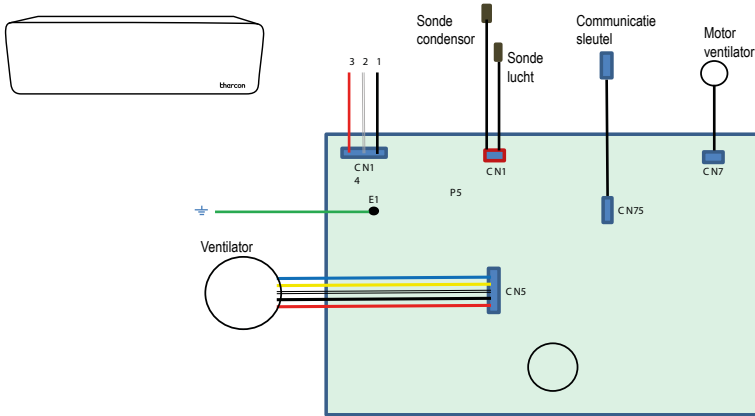 Sonde
condensor
Communicatie
sleutel
Motor
ventilator
Sonde
lucht
3 2 1
tharcon
CN1
4
CN1
CN7
P5
E1
CN75
Ventilator
CN5